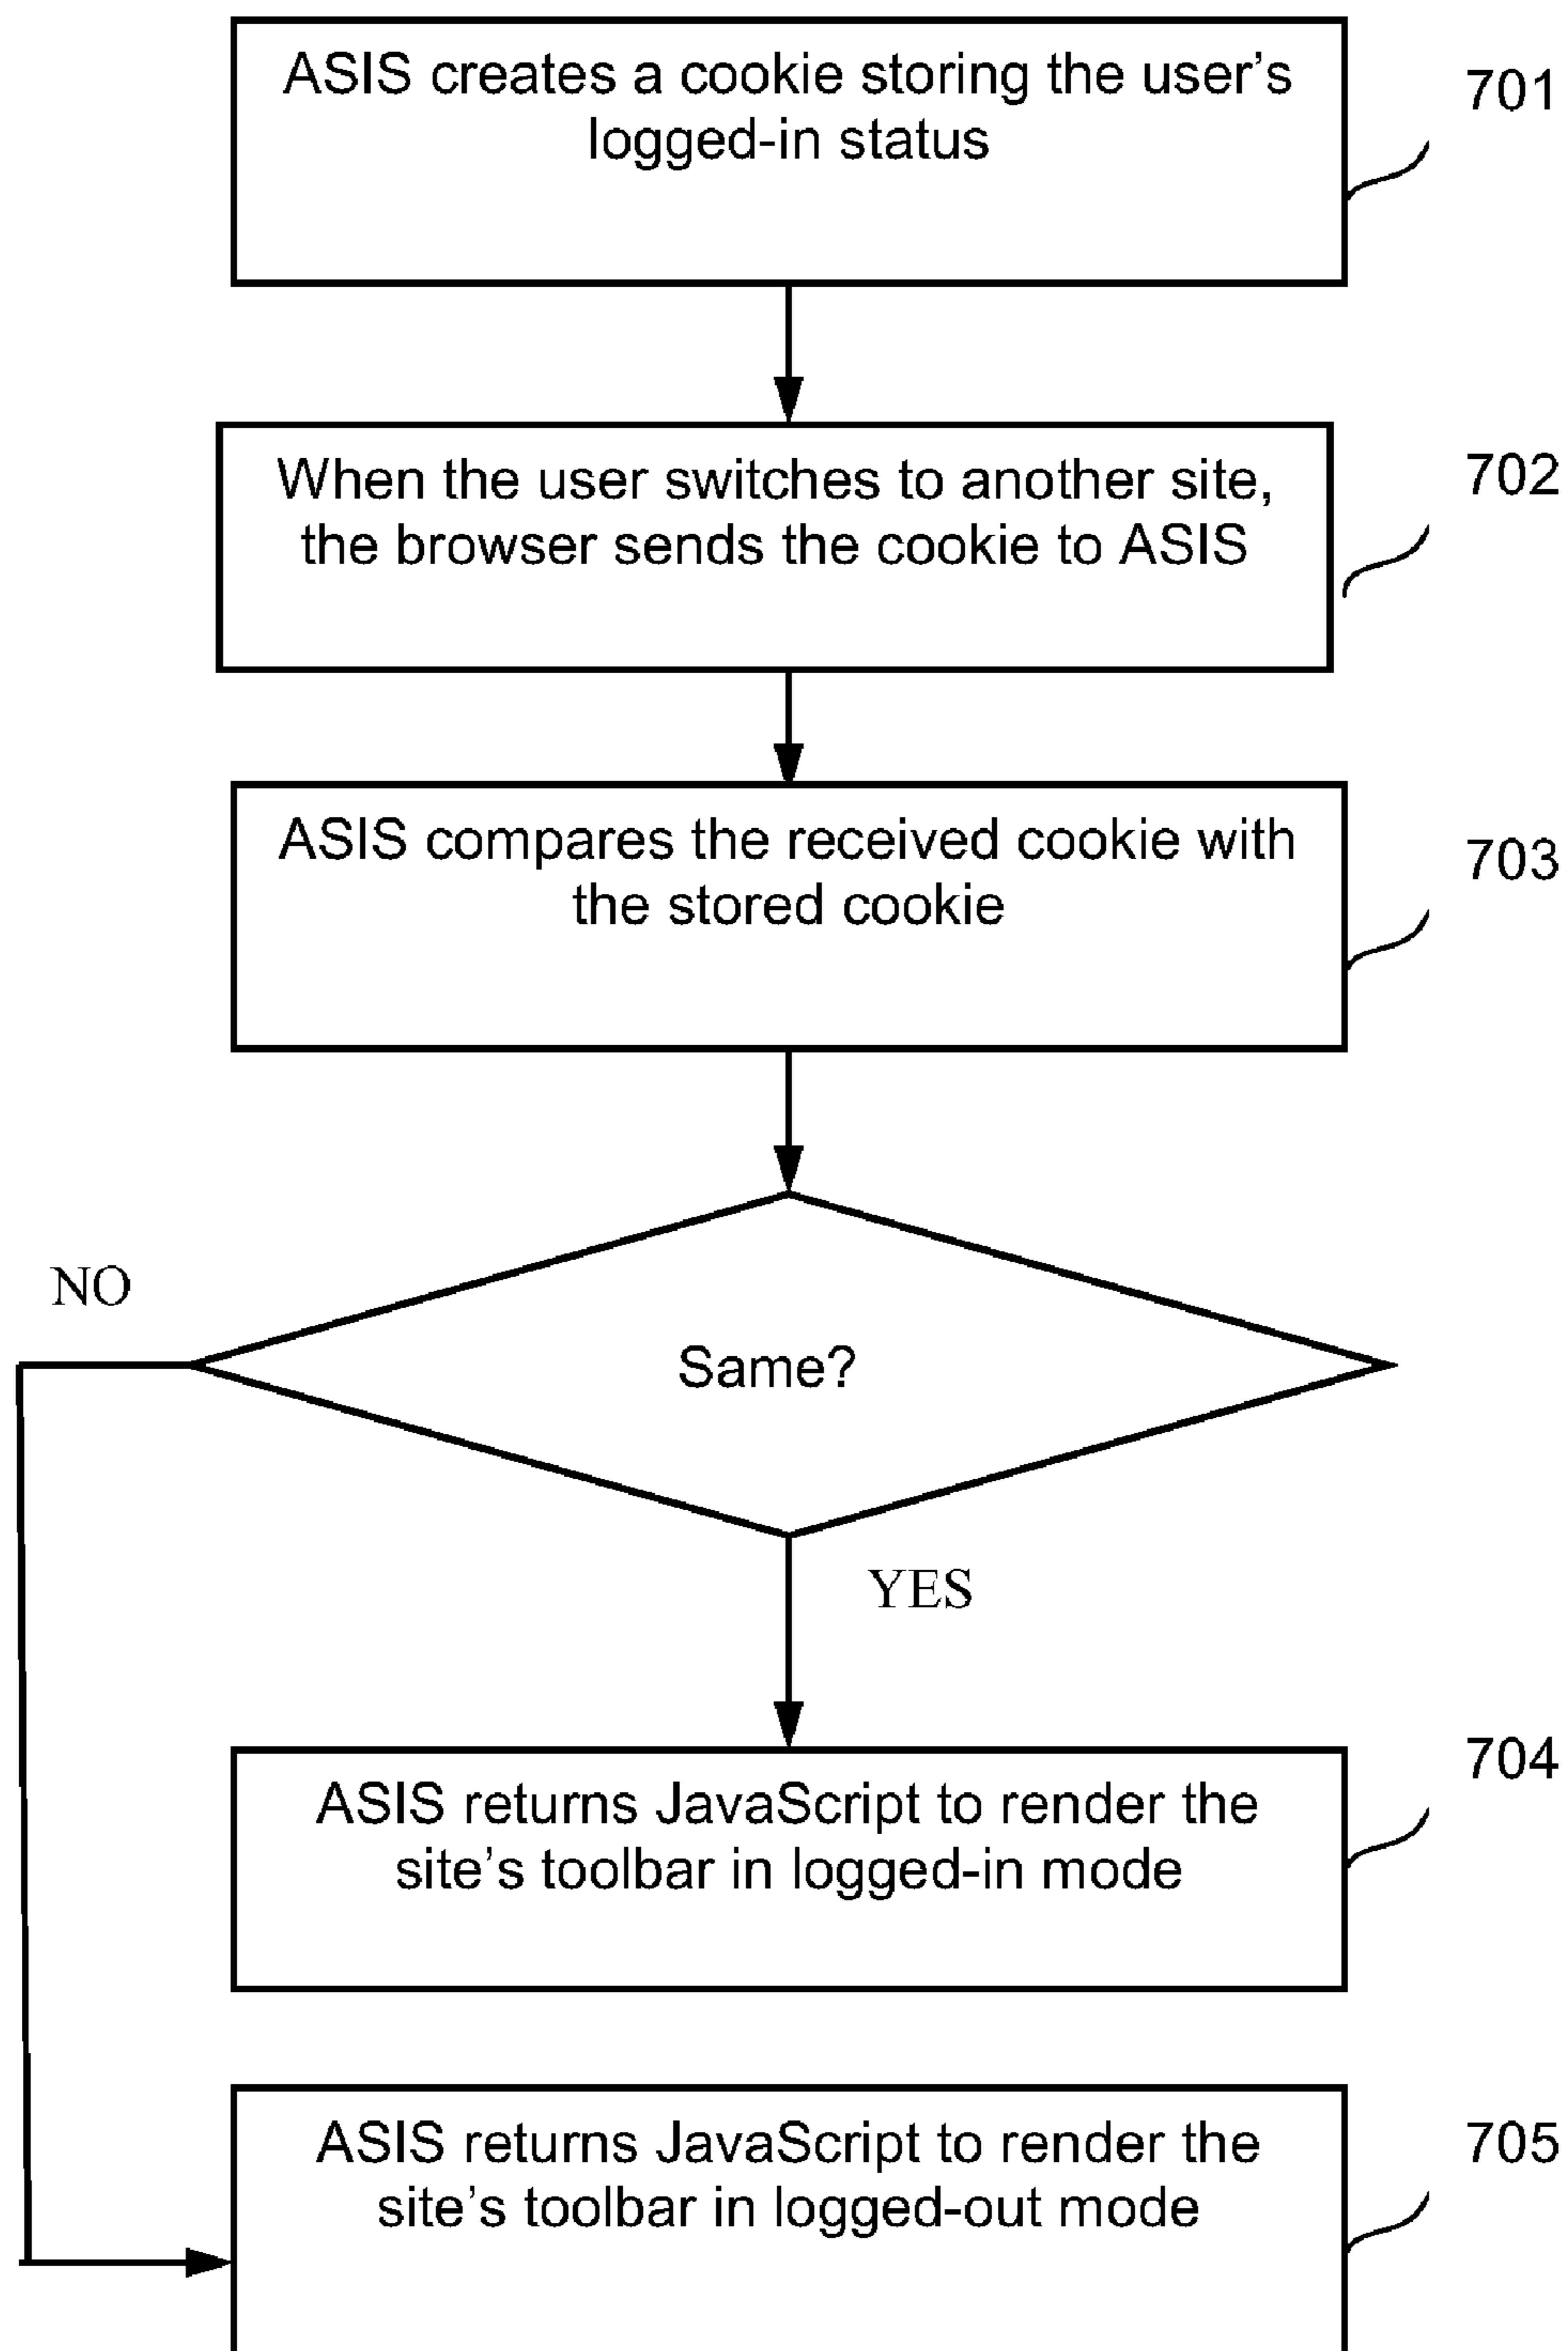 ASIS creates a cookie storing the user's
logged-in status
701
When the user switches to another site,
the browser sends the cookie to ASIS
702
ASIS compares the received cookie with
the stored cookie
703
NO
Same?
YES
ASIS returns JavaScript to render the
site's toolbar in logged-in mode
704
ASIS returns JavaScript to render the
site's toolbar in logged-out mode
705